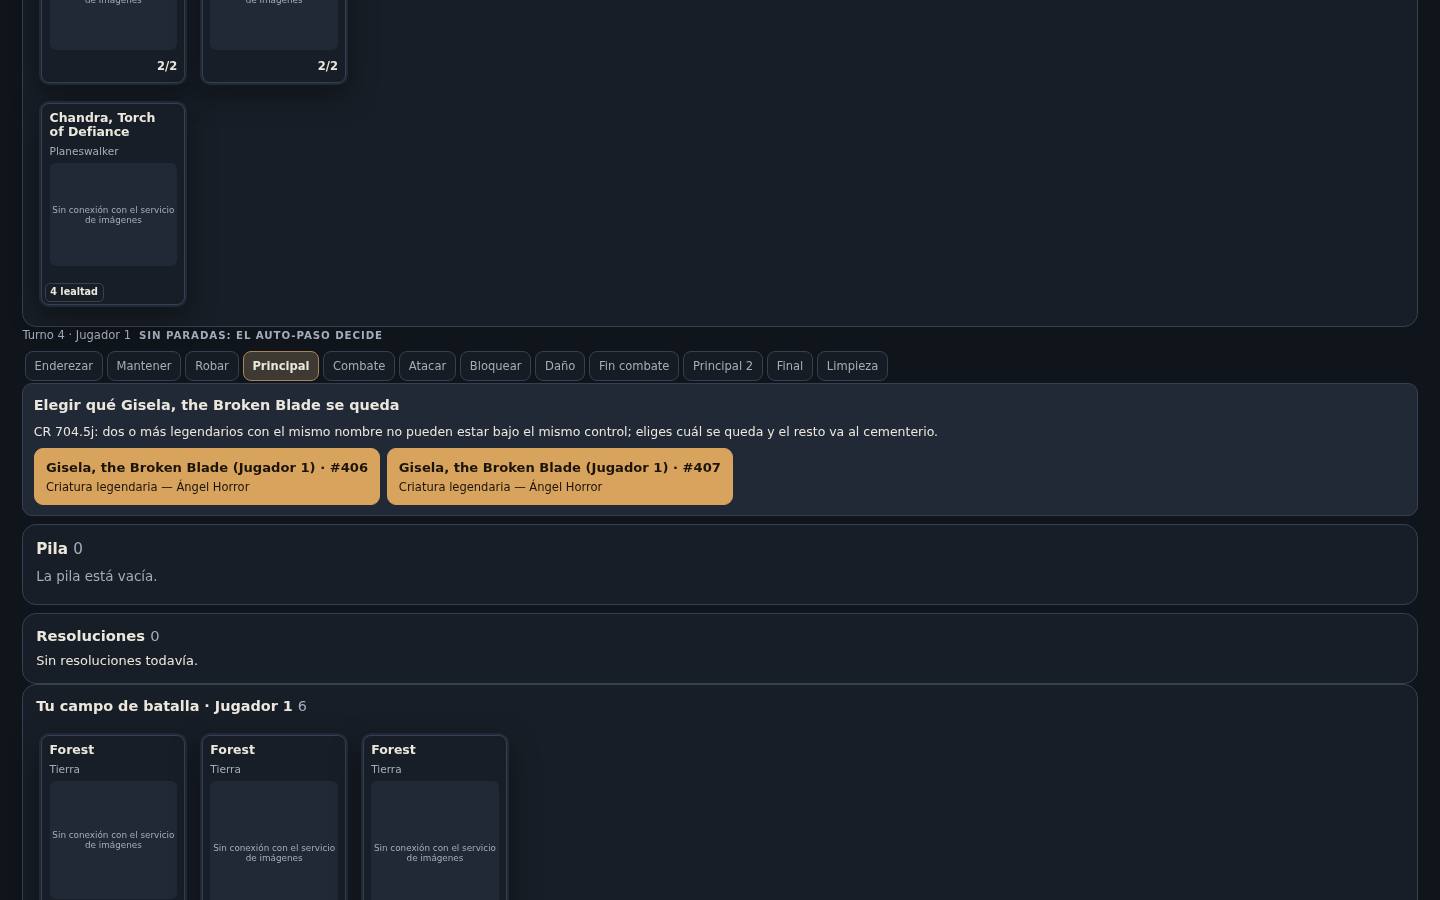 de imágenes
de imágenes
2/2
2/2
Chandra, Torch
of Defiance
Planeswalker
Sin conexión con el servicio
de imágenes
4 lealtad
Turno 4 · Jugador 1 SIN PARADAS: EL AUTO-PASO DECIDE
Enderezar Mantener Robar Principal Combate Atacar Bloquear Daño Fin combate Principal 2 Final Limpieza
Elegir qué Gisela, the Broken Blade se queda
CR 704.5j: dos o más legendarios con el mismo nombre no pueden estar bajo el mismo control; eliges cuál se queda y el resto va al cementerio.
Gisela, the Broken Blade (Jugador 1) · #406
Criatura legendaria — Ángel Horror
Gisela, the Broken Blade (Jugador 1) · #407
Criatura legendaria — Ángel Horror
Pila 0
La pila está vacía.
Resoluciones 0
Sin resoluciones todavía.
Tu campo de batalla · Jugador 1 6
Forest
Tierra
Sin conexión con el servicio
de imágenes
Forest
Tierra
Sin conexión con el servicio
de imágenes
Forest
Tierra
Sin conexión con el servicio
de imágenes